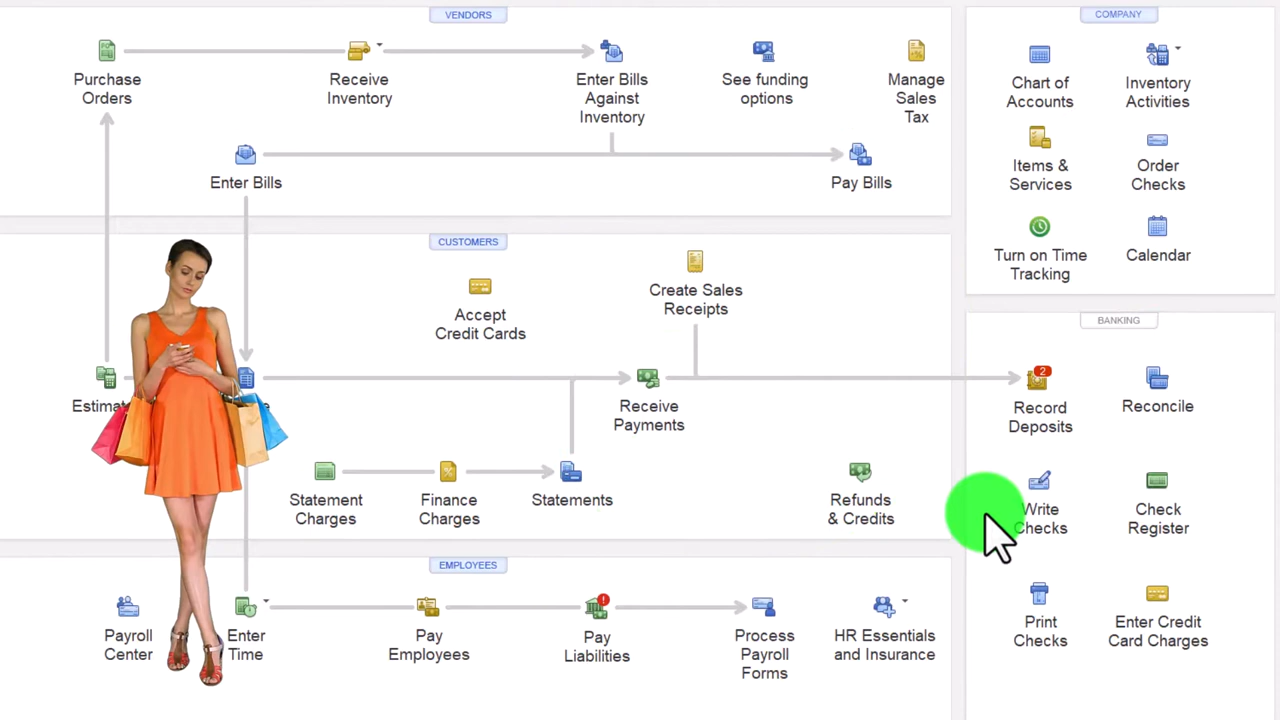 VENDORS
Purchase
Orders
Receive
Inventory
Enter Bills
Against
Inventory
See funding
options
Manage
Sales
Tax
Enter Bills
Pay Bills
COMPANY
Chart of
Accounts
Inventory
Activities
Items &
Services
Order
Checks
Turn on Time
Tracking
Calendar
CUSTOMERS
Accept
Credit Cards
Create Sales
Receipts
Receive
Payments
Statement
Charges
Finance
Charges
Statements
Refunds
& Credits
BANKING
2
Record
Deposits
Reconcile
Write
Checks
Check
Register
Print
Checks
Enter Credit
Card Charges
EMPLOYEES
Payroll
Center
Enter
Time
Pay
Employees
Pay
Liabilities
Process
Payroll
Forms
HR Essentials
and Insurance